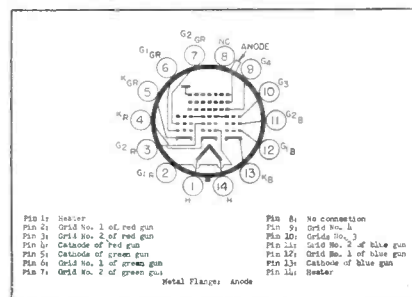 G2 GR
NC
ANODE
G1 GR
7
8
G4
6
9
G3
K GR
5
10
K R
4
11
G2 B
G2 R
3
12
G1 B
G1 R
2
1
14
13
K B
H
H
Pin 1: Heater
Pin 2: Grid No. 1 of red gun
Pin 3: Grid No. 2 of red gun
Pin 4: Cathode of red gun
Pin 5: Cathode of green gun
Pin 6: Grid No. 1 of green gun
Pin 7: Grid No. 2 of green gun
Pin 8: No connection
Pin 9: Grid No. 4
Pin 10: Grids No. 3
Pin 11: Grid No. 2 of blue gun
Pin 12: Grid No. 1 of blue gun
Pin 13: Cathode of blue gun
Pin 14: Heater
Metal Flange: Anode